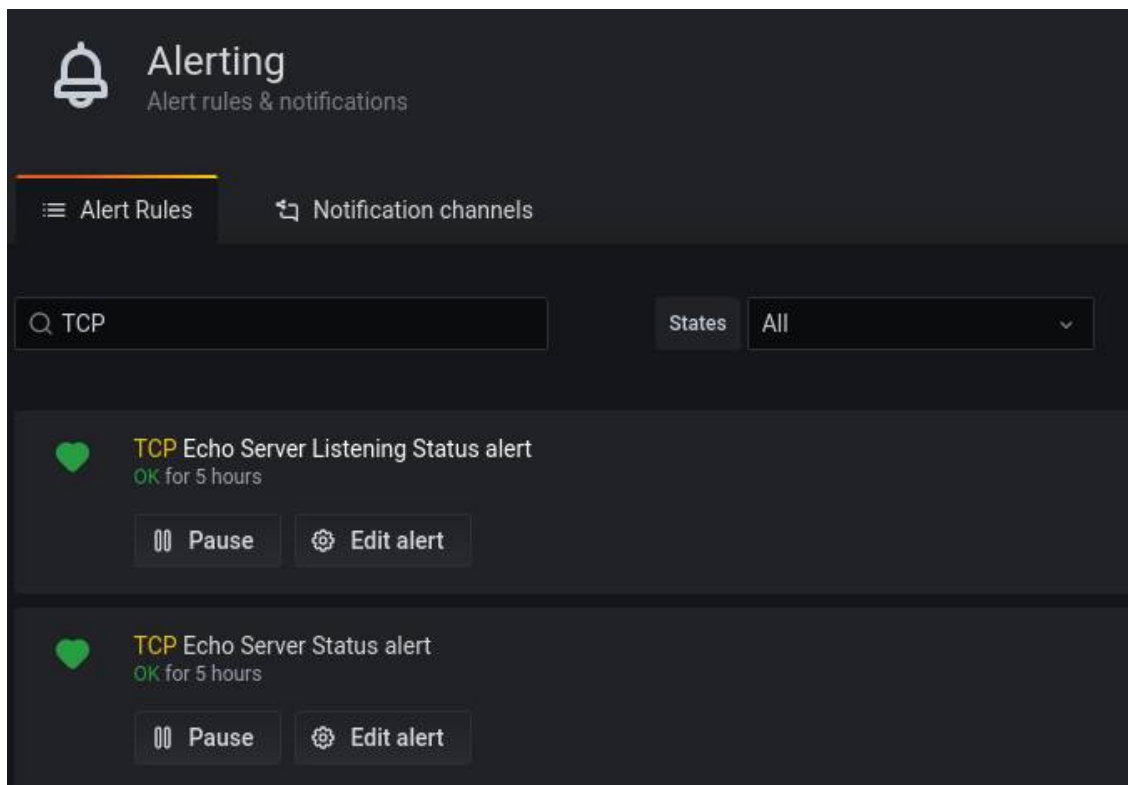 Alerting
Alert rules & notifications
Alert Rules
Notification channels
TCP
States
All
TCP Echo Server Listening Status alert
OK for 5 hours
Pause
Edit alert
TCP Echo Server Status alert
OK for 5 hours
Pause
Edit alert